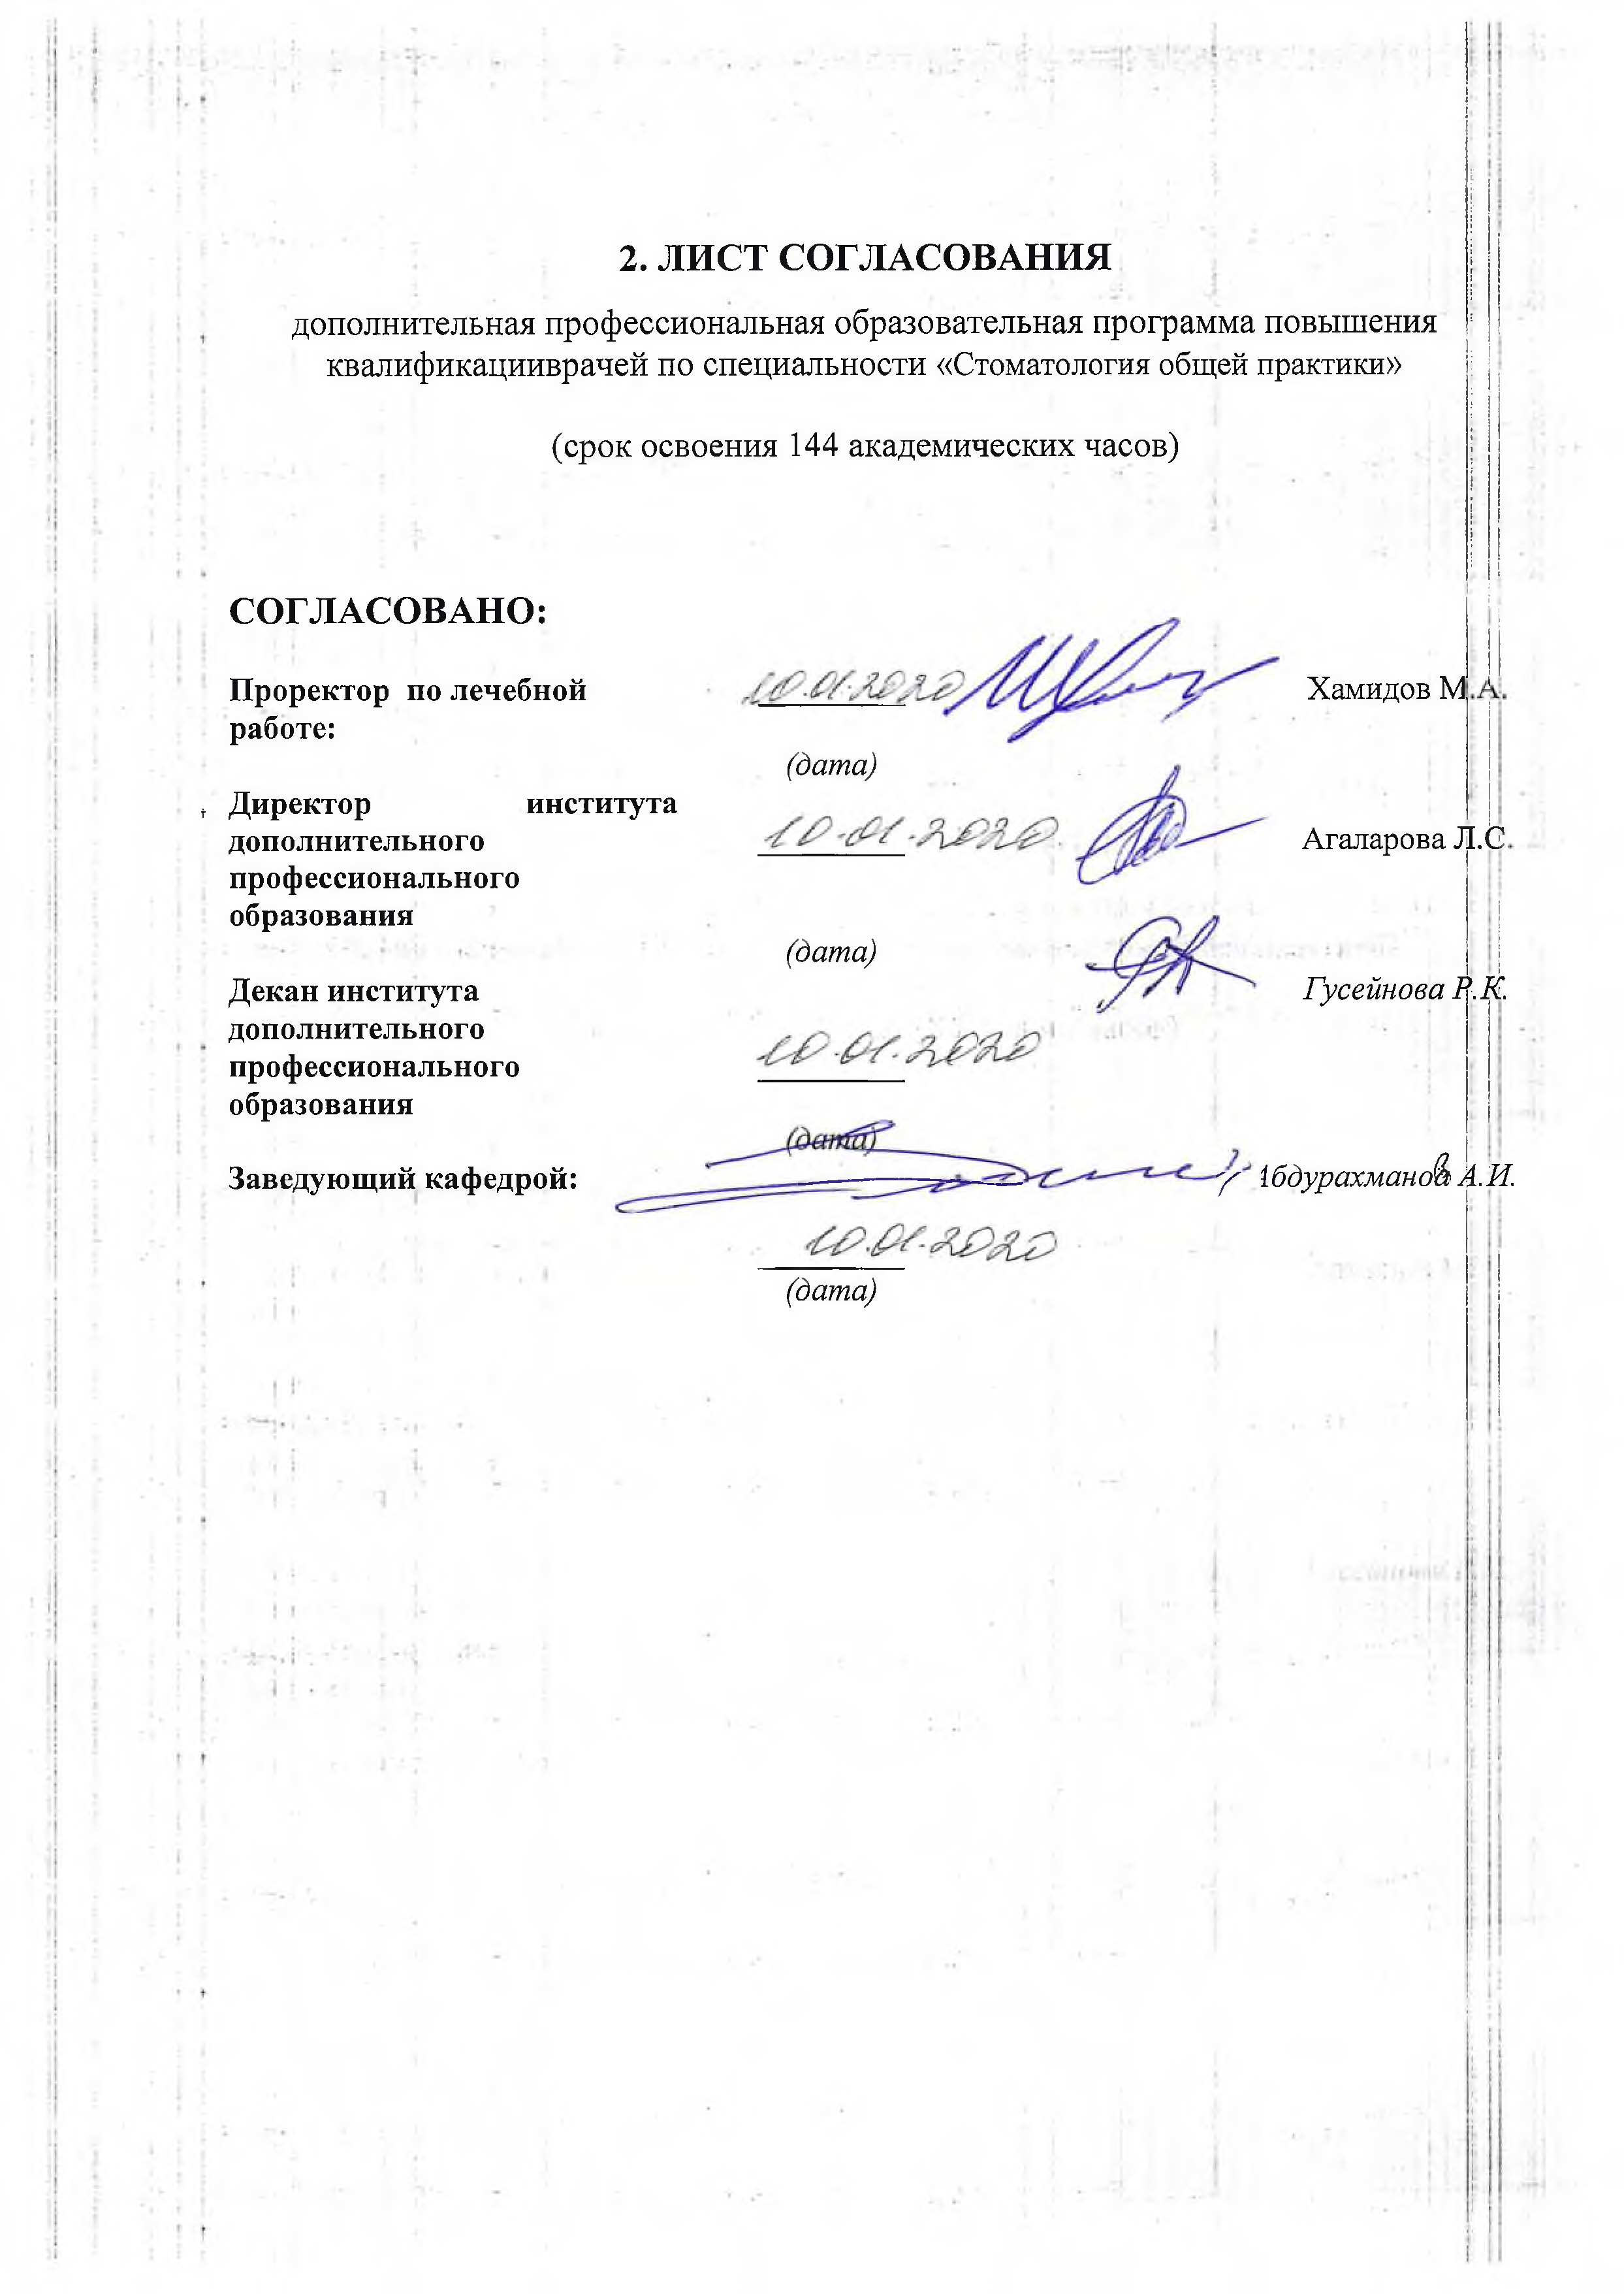 2. ЛИСТ СОГЛАСОВАНИЯ
дополнительная профессиональная образовательная программа повышения
квалификацииврачей по специальности «Стоматология общей практики»
(срок освоения 144 академических часов)
СОГЛАСОВАНО:
Проректор по лечебной 10.01.2020 Хамидов М.А.
работе:
(дата)
Директор института
дополнительного 10.01.2020 Агаларова Л.С.
профессионального
образования
(дата)
Декан института Гусейнова Р.К.
дополнительного
профессионального 10.01.2020
образования
(дата)
Заведующий кафедрой: Абдурахманов А.И.
10.01.2020
(дата)